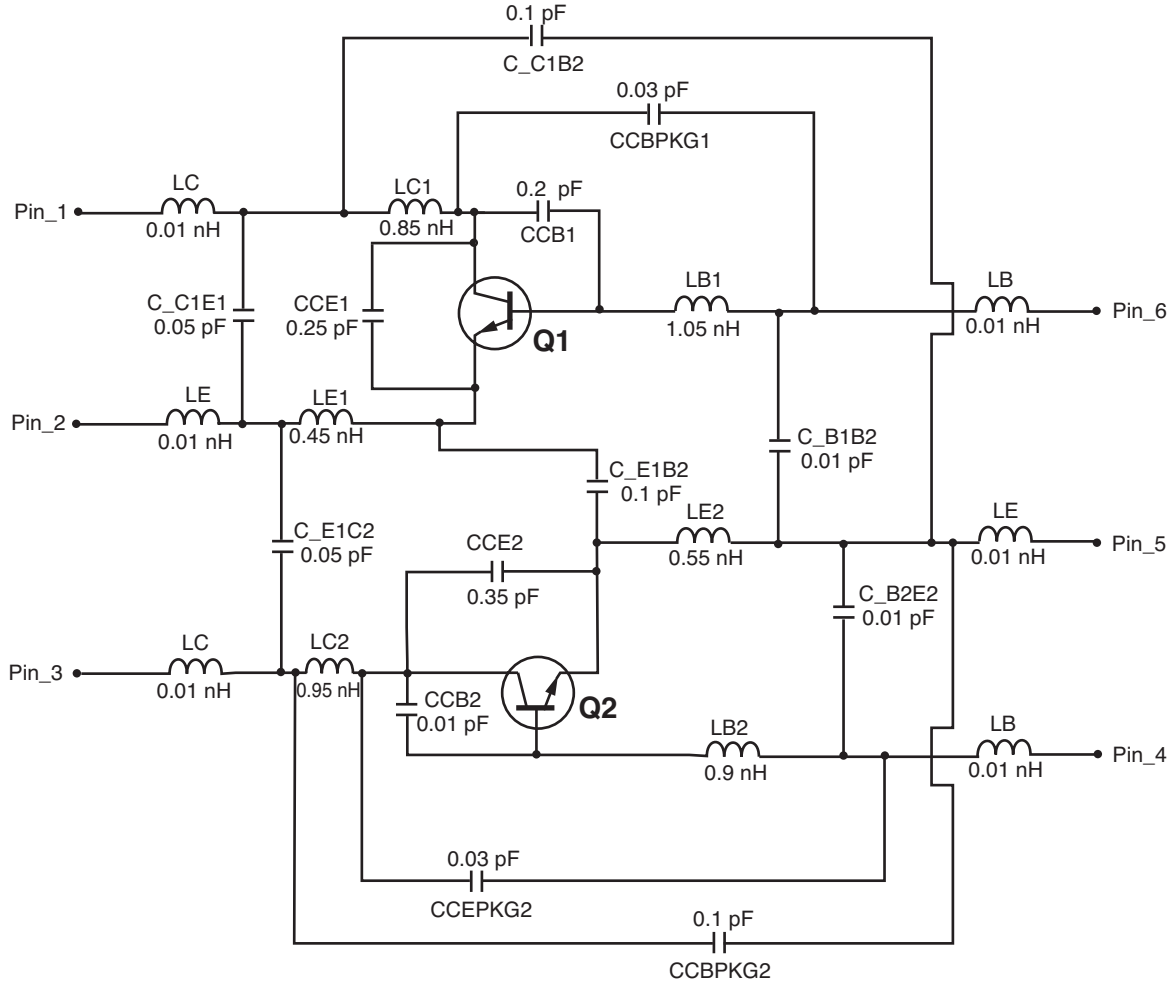 0.1 pF
C_C1B2
0.03 pF
CCBPKG1
LC
LC1
0.2 pF
Pin_1
0.01 nH
0.85 nH
CCB1
C_C1E1
0.05 pF
CCE1
0.25 pF
LB1
LB
Pin_6
1.05 nH
0.01 nH
Q1
LE
LE1
Pin_2
0.01 nH
0.45 nH
C_B1B2
0.01 pF
C_E1B2
0.1 pF
C_E1C2
0.05 pF
CCE2
0.35 pF
LE2
LE
Pin_5
0.55 nH
0.01 nH
C_B2E2
0.01 pF
LC
LC2
Pin_3
0.01 nH
0.95 nH
CCB2
0.01 pF
Q2
LB2
LB
Pin_4
0.9 nH
0.01 nH
0.03 pF
CCEPKG2
0.1 pF
CCBPKG2